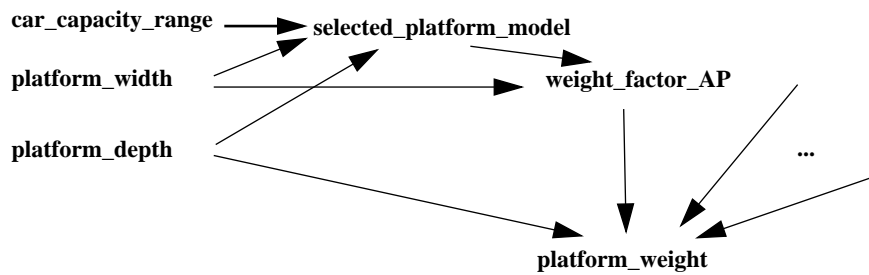 car_capacity_range
selected_platform_model
platform_width
weight_factor_AP
platform_depth
...
platform_weight